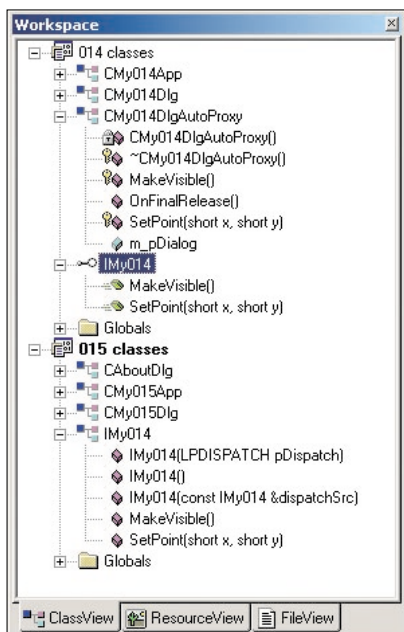 Workspace
014 classes
CMy014App
CMy014Dlg
CMy014DlgAutoProxy
CMy014DlgAutoProxy()
~CMy014DlgAutoProxy()
MakeVisible()
OnFinalRelease()
SetPoint(short x, short y)
m_pDialog
IMy014
MakeVisible()
SetPoint(short x, short y)
Globals
015 classes
CAboutDlg
CMy015App
CMy015Dlg
IMy014
IMy014(LPDISPATCH pDispatch)
IMy014()
IMy014(const IMy014 &dispatchSrc)
MakeVisible()
SetPoint(short x, short y)
Globals
ClassView ResourceView FileView